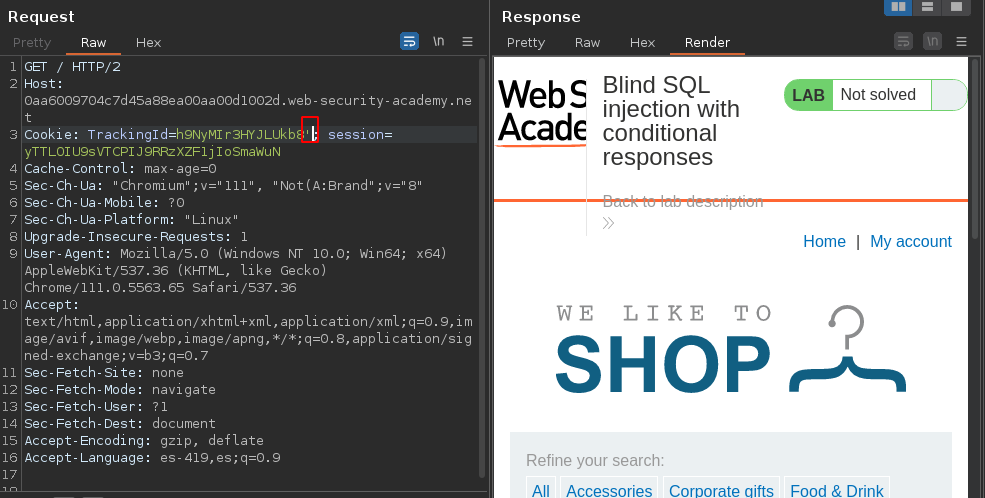 Request
Pretty Raw Hex \n
1 GET / HTTP/2
2 Host:
0aa6009704c7d45a88ea00aa00d1002d.web-security-academy.ne
t
3 Cookie: TrackingId=h9NyMIr3HYJLUkb8'; session=
yTTLOIU9sVTCPIJ9RRzXZF1jIoSmaWuN
4 Cache-Control: max-age=0
5 Sec-Ch-Ua: "Chromium";v="111", "Not(A:Brand";v="8"
6 Sec-Ch-Ua-Mobile: ?0
7 Sec-Ch-Ua-Platform: "Linux"
8 Upgrade-Insecure-Requests: 1
9 User-Agent: Mozilla/5.0 (Windows NT 10.0; Win64; x64)
AppleWebKit/537.36 (KHTML, like Gecko)
Chrome/111.0.5563.65 Safari/537.36
10 Accept:
text/html,application/xhtml+xml,application/xml;q=0.9,im
age/avif,image/webp,image/apng,*/*;q=0.8,application/sig
ned-exchange;v=b3;q=0.7
11 Sec-Fetch-Site: none
12 Sec-Fetch-Mode: navigate
13 Sec-Fetch-User: ?1
14 Sec-Fetch-Dest: document
15 Accept-Encoding: gzip, deflate
16 Accept-Language: es-419,es;q=0.9
17
18
Response
Pretty Raw Hex Render \n
Web S
Acade
Blind SQL
injection with
conditional
responses
LAB Not solved
Back to lab description
Home | My account
WE LIKE TO
SHOP
Refine your search:
All Accessories Corporate gifts Food & Drink